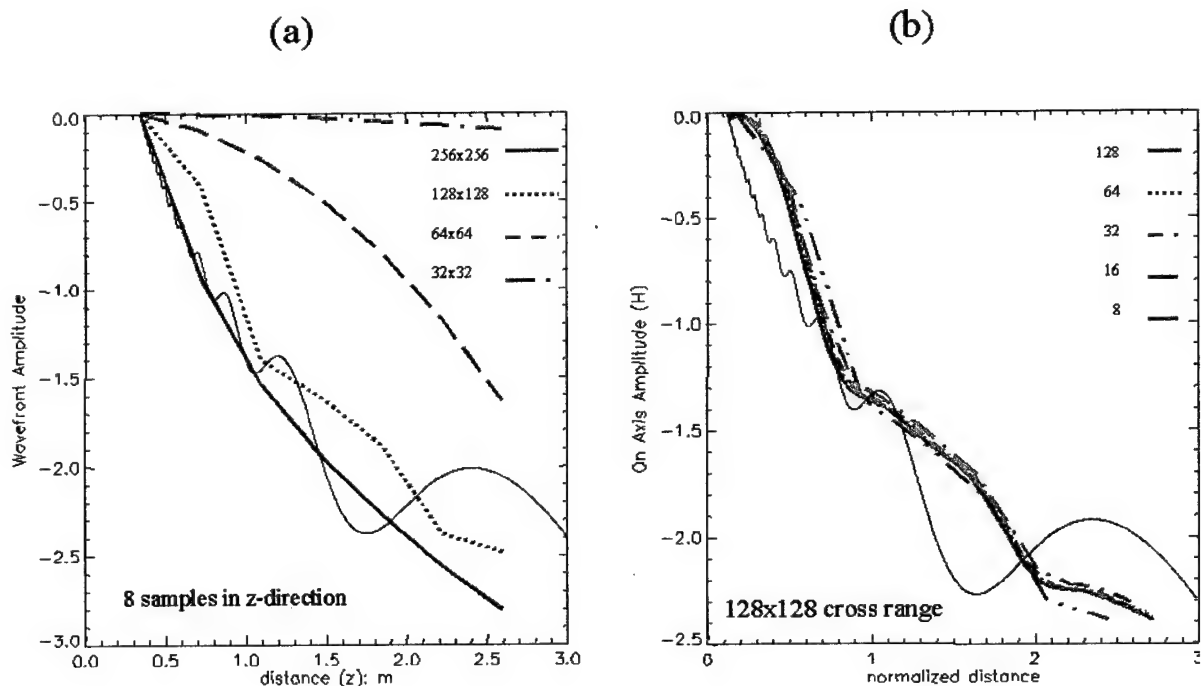 (a)
(b)
0.0
-0.5
-1.0
-1.5
-2.0
-2.5
-3.0
Wavefront Amplitude
256x256
128x128
64x64
32x32
8 samples in z-direction
0.0 0.5 1.0 1.5 2.0 2.5 3.0
distance (z): m
0.0
-0.5
-1.0
-1.5
-2.0
-2.5
On Axis Amplitude (H)
128
64
32
16
8
128x128 cross range
0 1 2 3
normalized distance